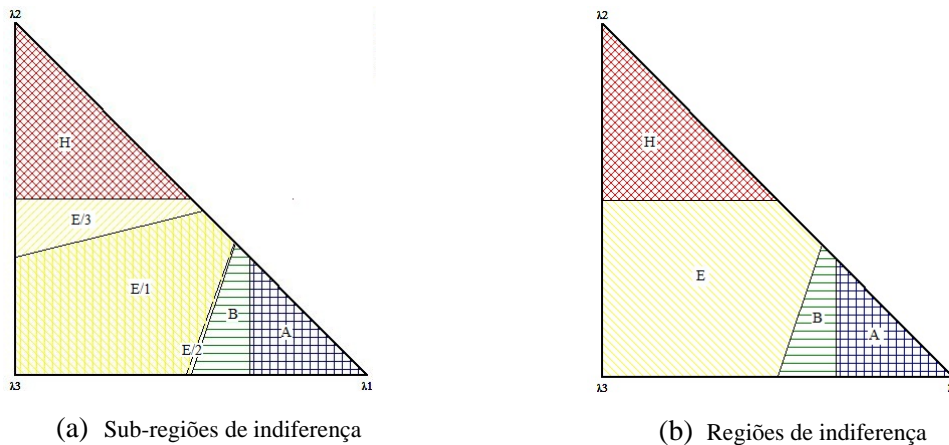 λ2
H
E/3
E/1
E/2
B
A
λ3
λ1
(a) Sub-regiões de indiferença
λ2
H
E
B
A
λ3
(b) Regiões de indiferença